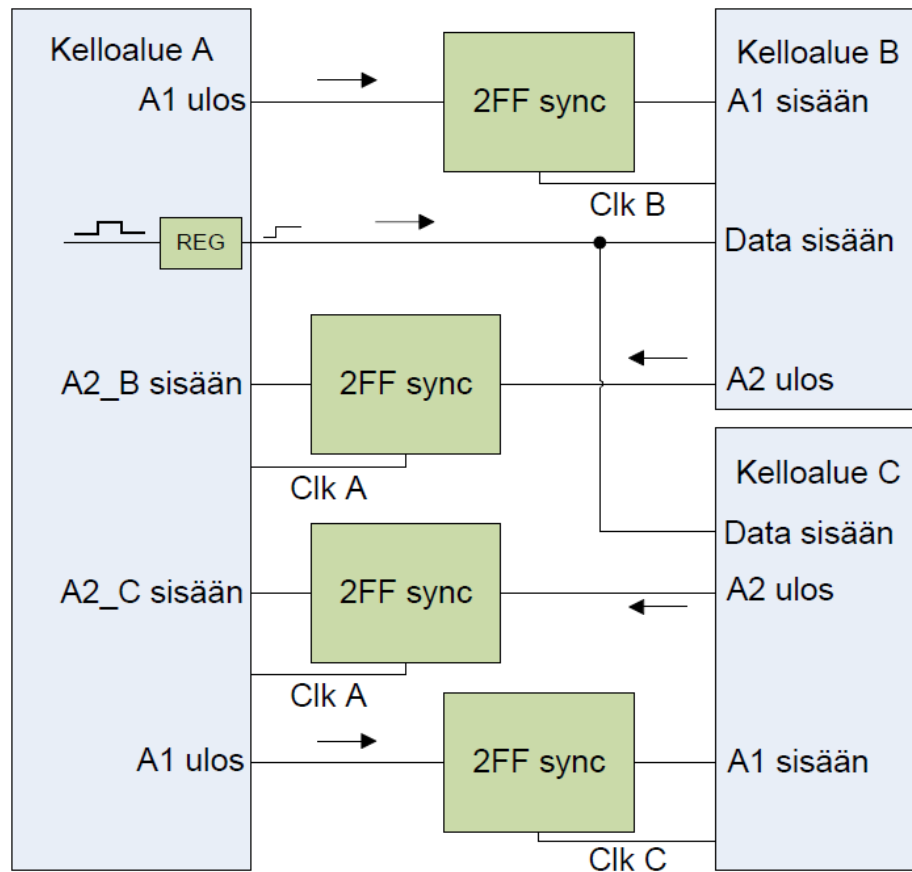 Kelloalue A
Kelloalue B
A1 ulos
2FF sync
A1 sisään
Clk B
REG
Data sisään
A2_B sisään
2FF sync
A2 ulos
Clk A
Kelloalue C
Data sisään
A2_C sisään
2FF sync
A2 ulos
Clk A
A1 ulos
2FF sync
A1 sisään
Clk C